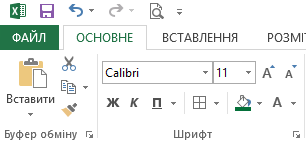 ФАЙЛ ОСНОВНЕ ВСТАВЛЕННЯ РОЗМІТ
Calibri 11 A A
Вставити Ж К П А
Буфер обміну Шрифт